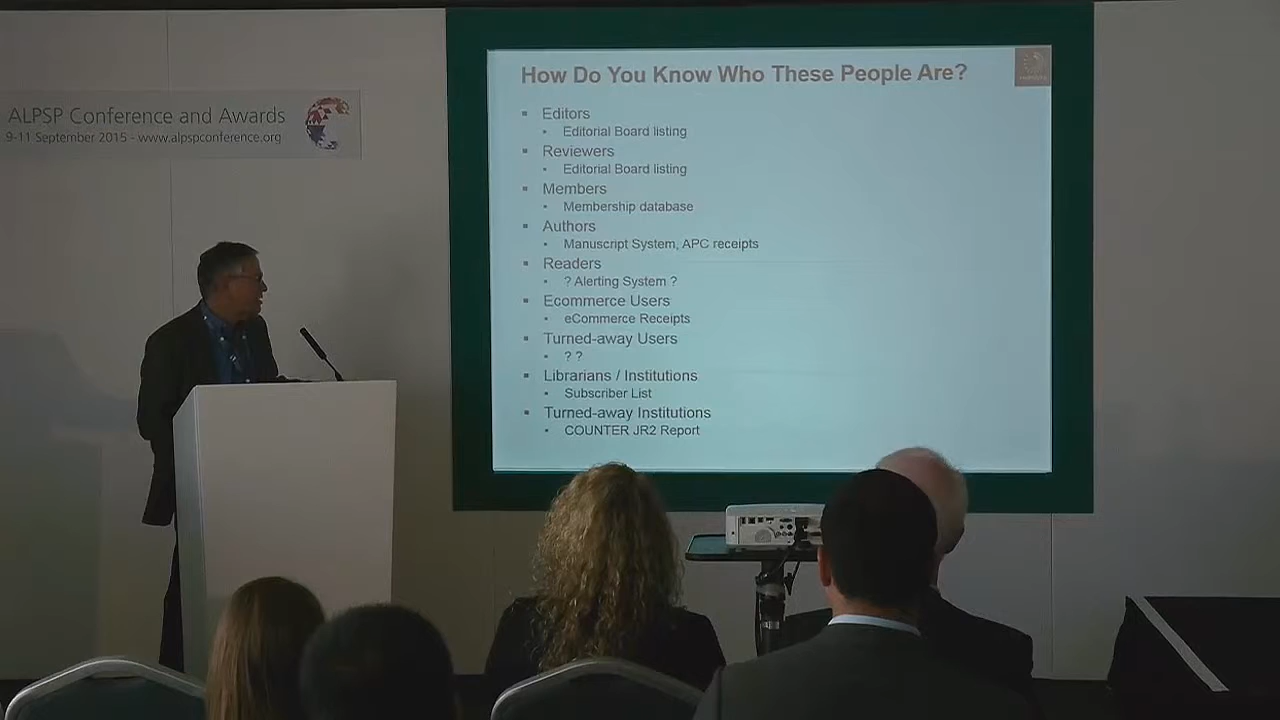 ALPSP Conference and Awards
9-11 September 2015 - www.alpspconference.org
How Do You Know Who These People Are?
▪ Editors
▪ Editorial Board listing
▪ Reviewers
▪ Editorial Board listing
▪ Members
▪ Membership database
▪ Authors
▪ Manuscript System, APC receipts
▪ Readers
▪ ? Alerting System ?
▪ Ecommerce Users
▪ eCommerce Receipts
▪ Turned-away Users
▪ ? ?
▪ Librarians / Institutions
▪ Subscriber List
▪ Turned-away Institutions
▪ COUNTER JR2 Report